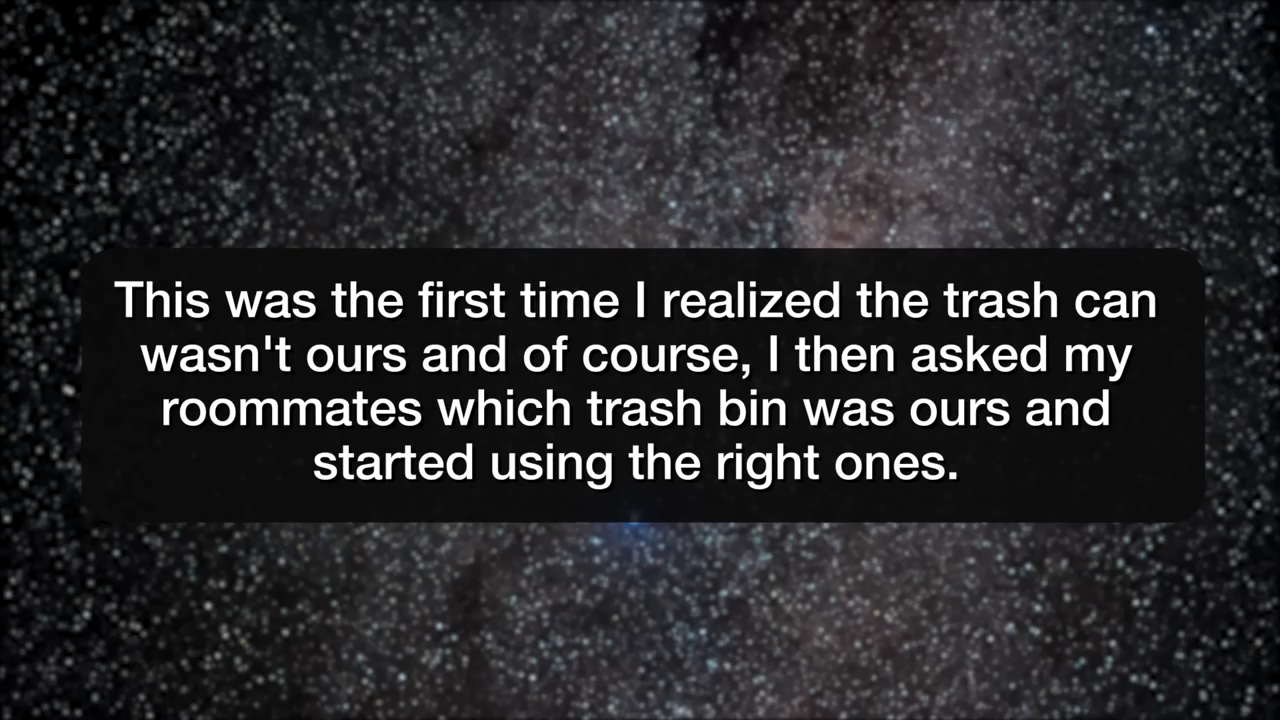 This was the first time I realized the trash can
wasn't ours and of course, I then asked my
roommates which trash bin was ours and
started using the right ones.